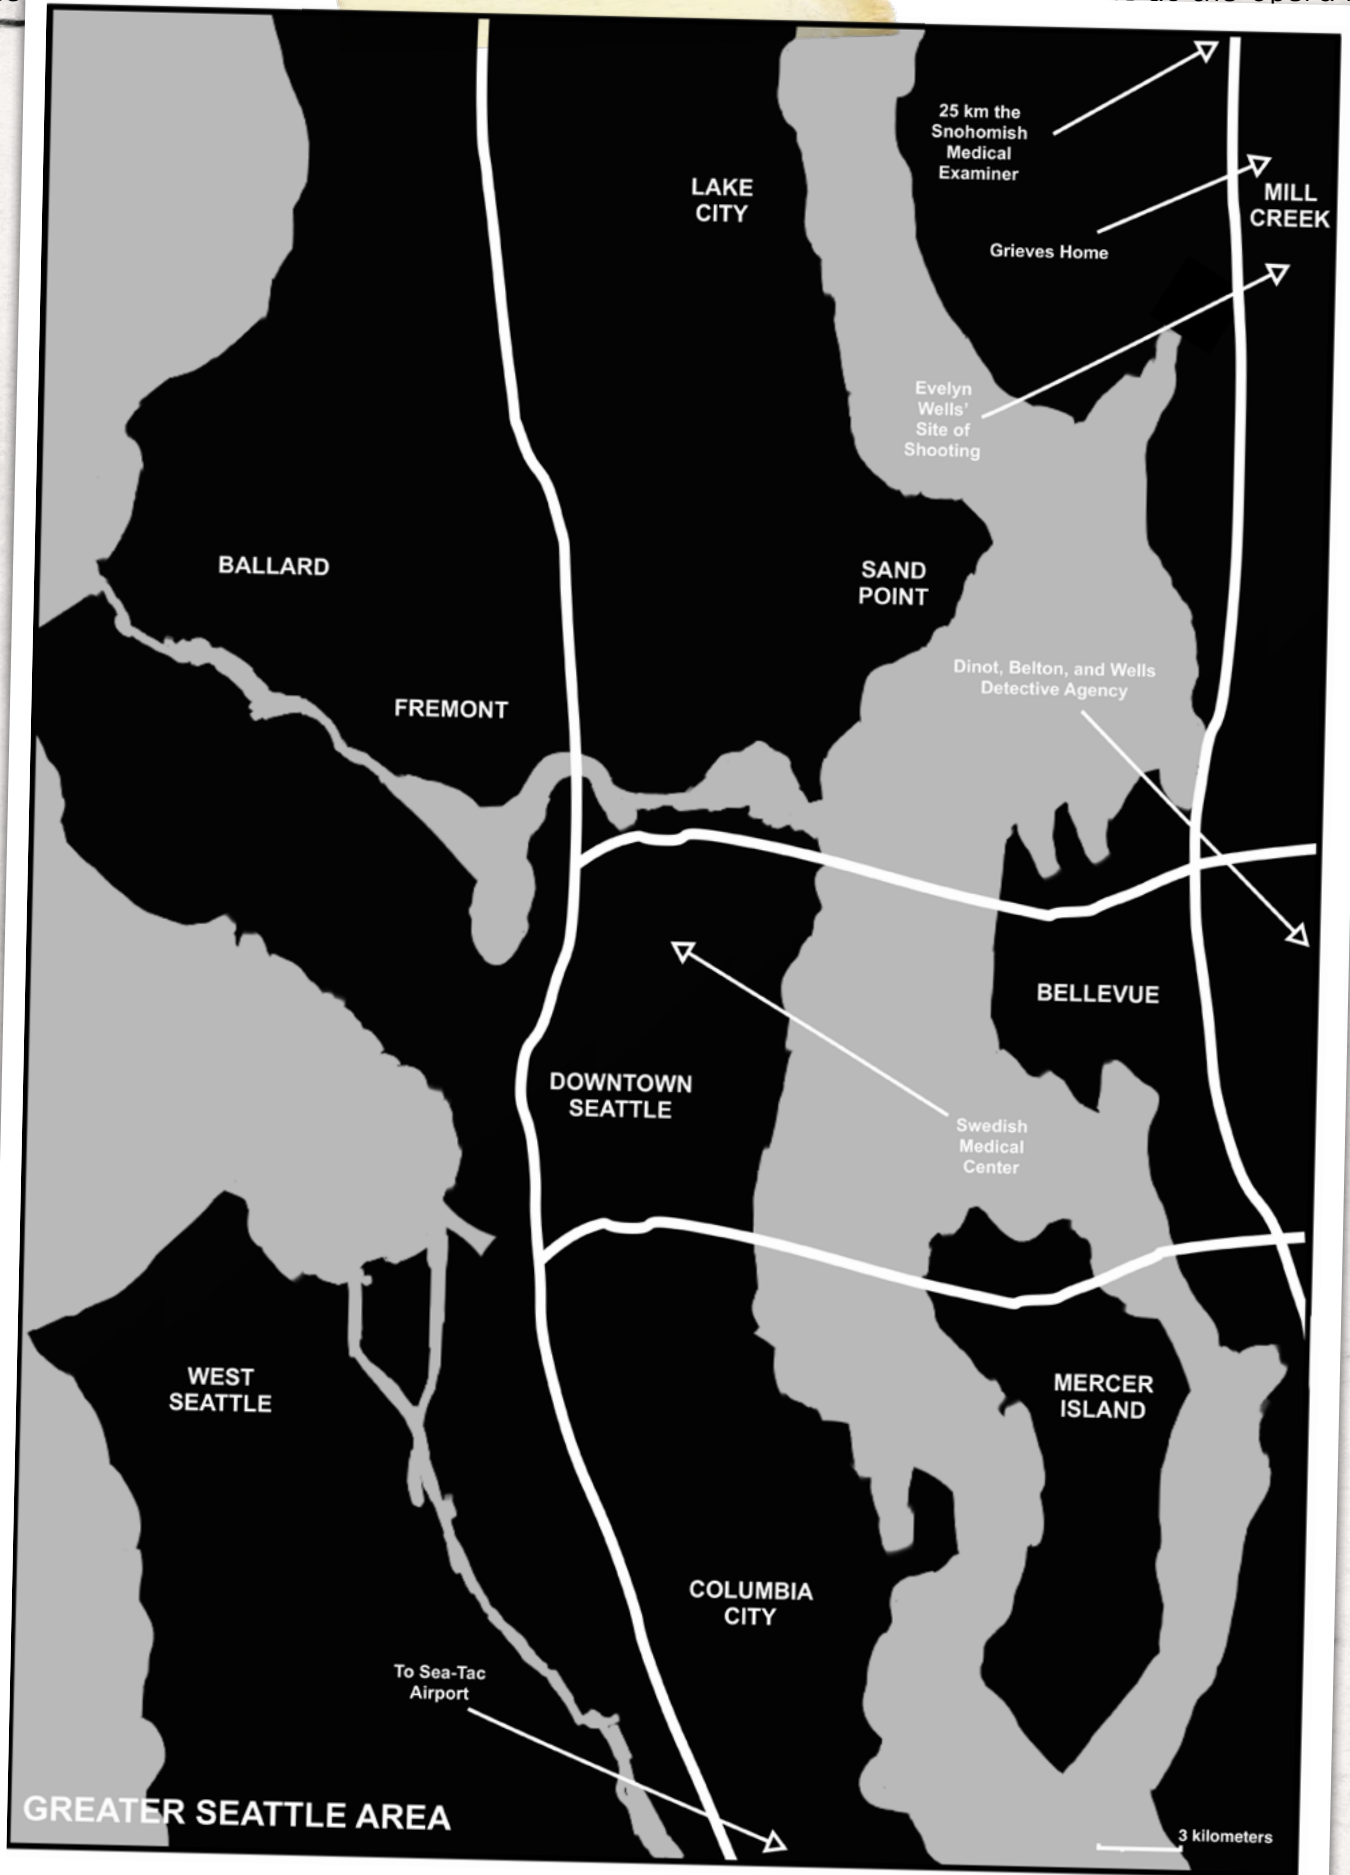 25 km the
Snohomish
Medical
Examiner
LAKE
CITY
MILL
CREEK
Grieves Home
Evelyn
Wells'
Site of
Shooting
BALLARD
SAND
POINT
Dinot, Belton, and Wells
Detective Agency
FREMONT
BELLEVUE
DOWNTOWN
SEATTLE
Swedish
Medical
Center
WEST
SEATTLE
MERCER
ISLAND
COLUMBIA
CITY
To Sea-Tac
Airport
GREATER SEATTLE AREA
3 kilometers